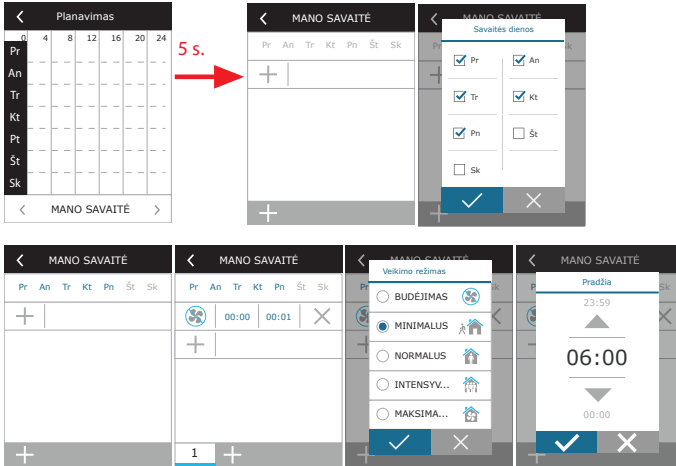 Planavimas
0 4 8 12 16 20 24
Pr
An
Tr
Kt
Pt
Št
Sk
MANO SAVAITĖ
5 s.
MANO SAVAITĖ
Pr An Tr Kt Pn Št Sk
Savaitės dienos
Pr An
Tr Kt
Pn Št
Sk
MANO SAVAITĖ
Pr An Tr Kt Pn Št Sk
MANO SAVAITĖ
Pr An Tr Kt Pn Št Sk
00:00 00:01
1
MANO SAVAITĖ
Veikimo režimas
BUDĖJIMAS
MINIMALUS
NORMALUS
INTENSYV...
MAKSIMA...
MANO SAVAITĖ
Pradžia
23:59
06:00
00:00